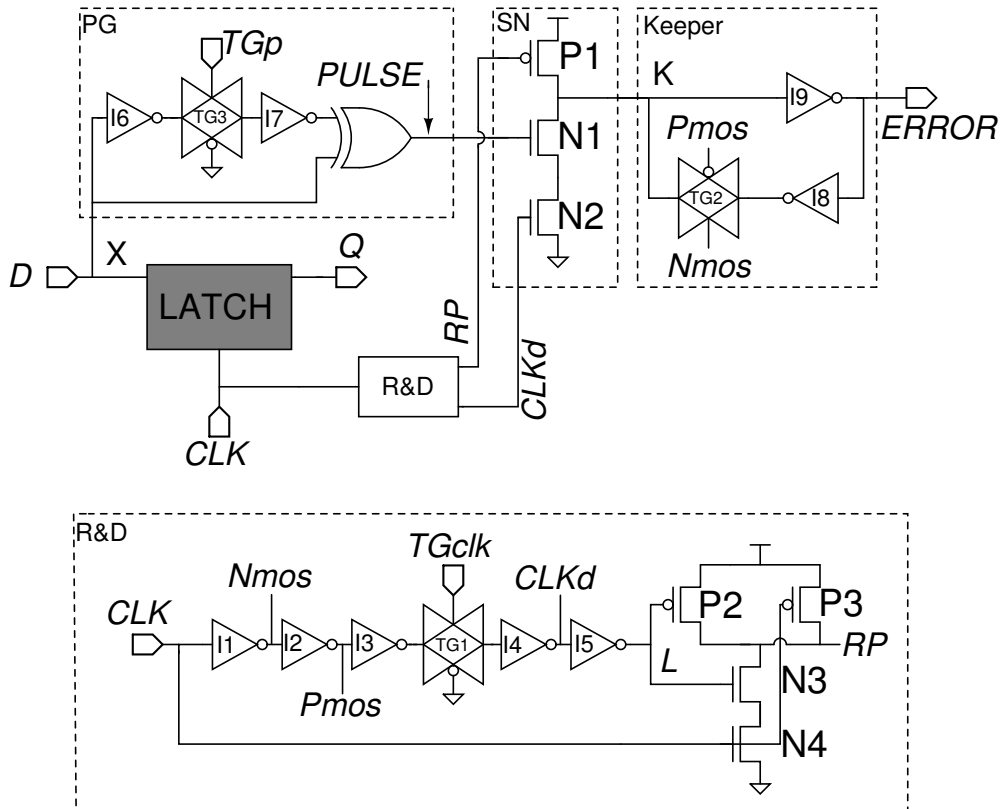 PG
TGp
I6
TG3
I7
PULSE
SN
P1
N1
N2
Keeper
K
I9
ERROR
Pmos
TG2
I8
Nmos
D
X
Q
LATCH
CLK
R&D
RP
CLKd
R&D
CLK
Nmos
I1
I2
Pmos
I3
TGclk
TG1
I4
CLKd
I5
L
P2
P3
RP
N3
N4